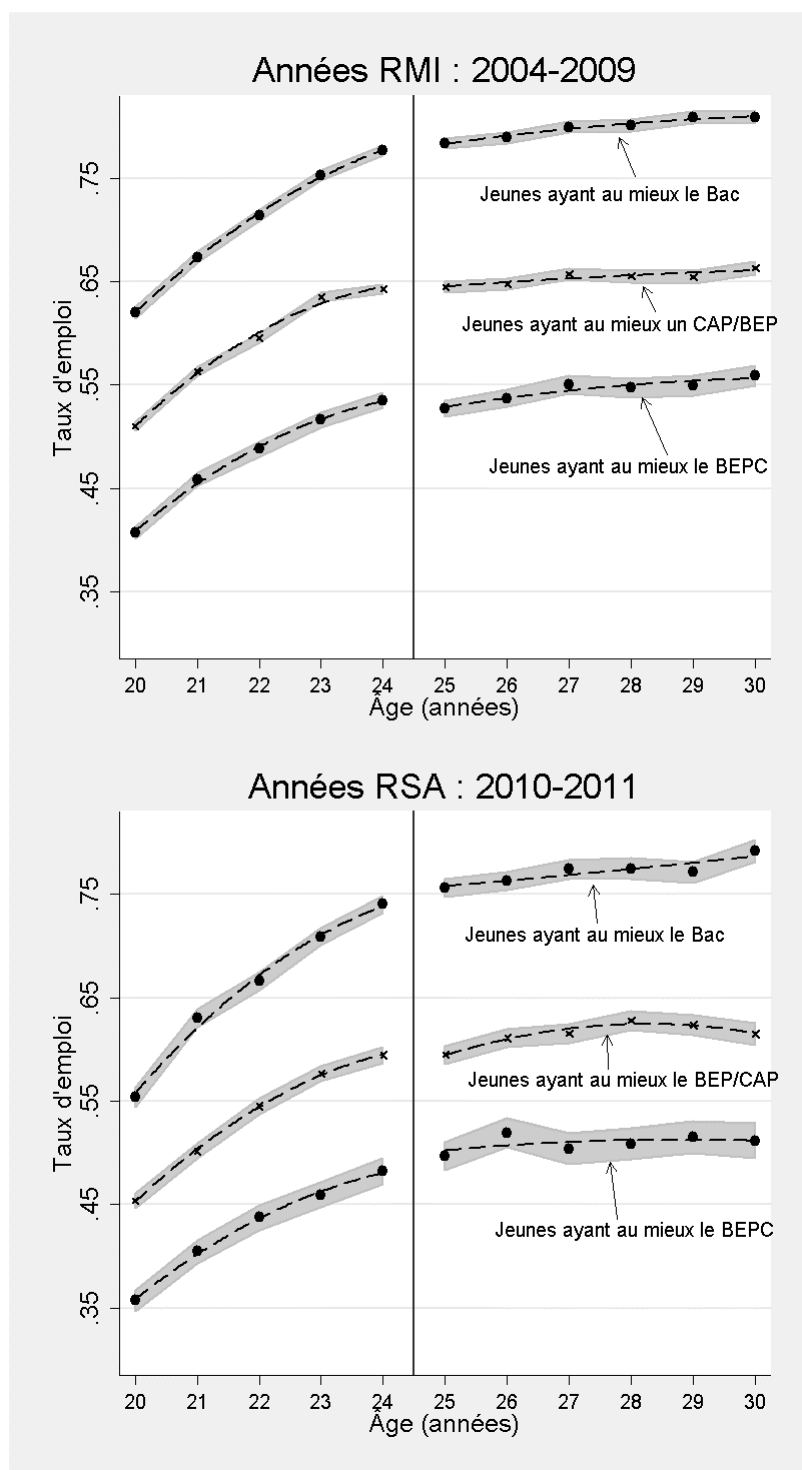 Années RMI : 2004-2009
Taux d'emploi
.75
.65
.55
.45
.35
Jeunes ayant au mieux le Bac
Jeunes ayant au mieux un CAP/BEP
Jeunes ayant au mieux le BEPC
20 21 22 23 24 25 26 27 28 29 30
Âge (années)
Années RSA : 2010-2011
Taux d'emploi
.75
.65
.55
.45
.35
Jeunes ayant au mieux le Bac
Jeunes ayant au mieux le BEP/CAP
Jeunes ayant au mieux le BEPC
20 21 22 23 24 25 26 27 28 29 30
Âge (années)